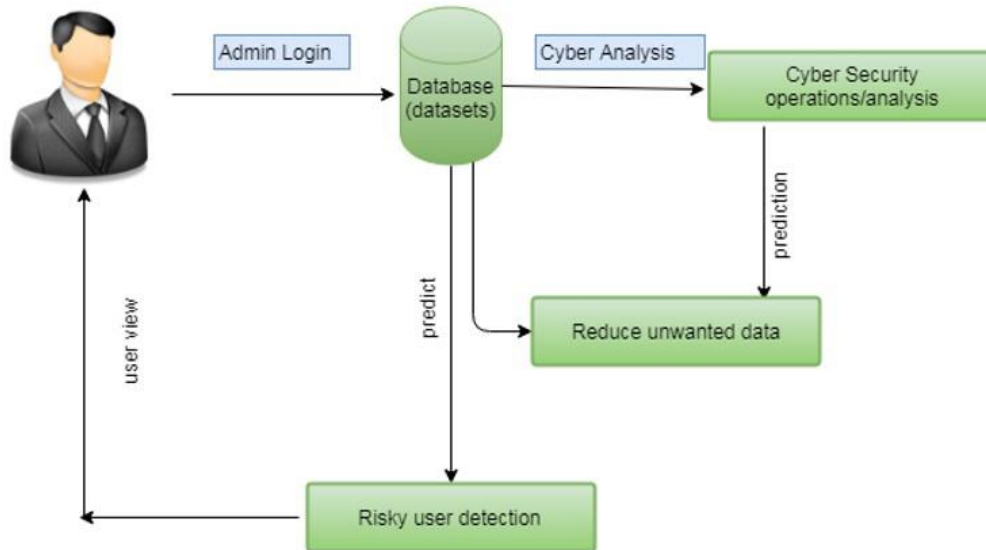 Admin Login
Database
(datasets)
Cyber Analysis
Cyber Security
operations/analysis
prediction
predict
Reduce unwanted data
user view
Risky user detection